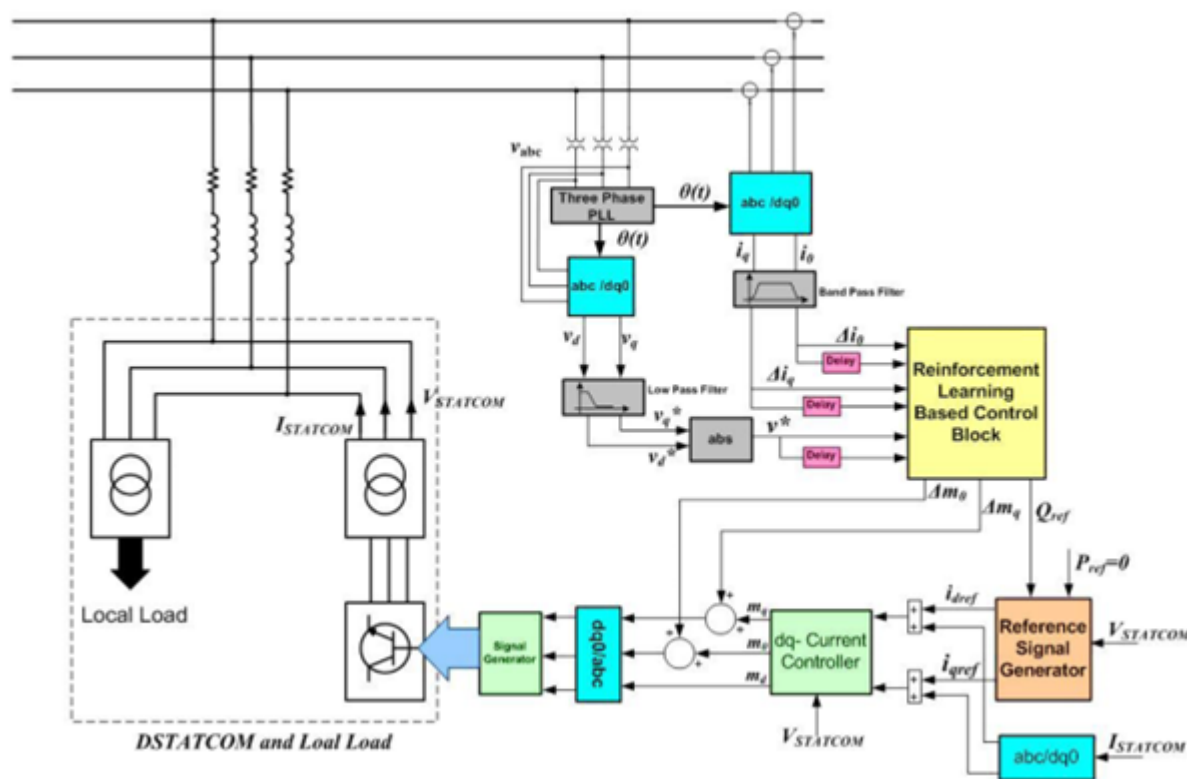 v_abc
Three Phase
PLL
θ(t)
θ(t)
abc /dq0
abc /dq0
i_q
i_0
Band Pass Filter
v_d
v_q
Low Pass Filter
v_q*
v_d*
abs
v*
Δi_0
Delay
Δi_q
Delay
Delay
Reinforcement
Learning
Based Control
Block
Δm_0
Δm_q
Q_ref
P_ref=0
V_STATCOM
I_STATCOM
Local Load
Signal
Generator
dq0/abc
+
+
+
+
m_q
m_0
m_d
dq- Current
Controller
V_STATCOM
i_dref
i_qref
+
+
+
+
Reference
Signal
Generator
V_STATCOM
abc/dq0
I_STATCOM
DSTATCOM and Loal Load